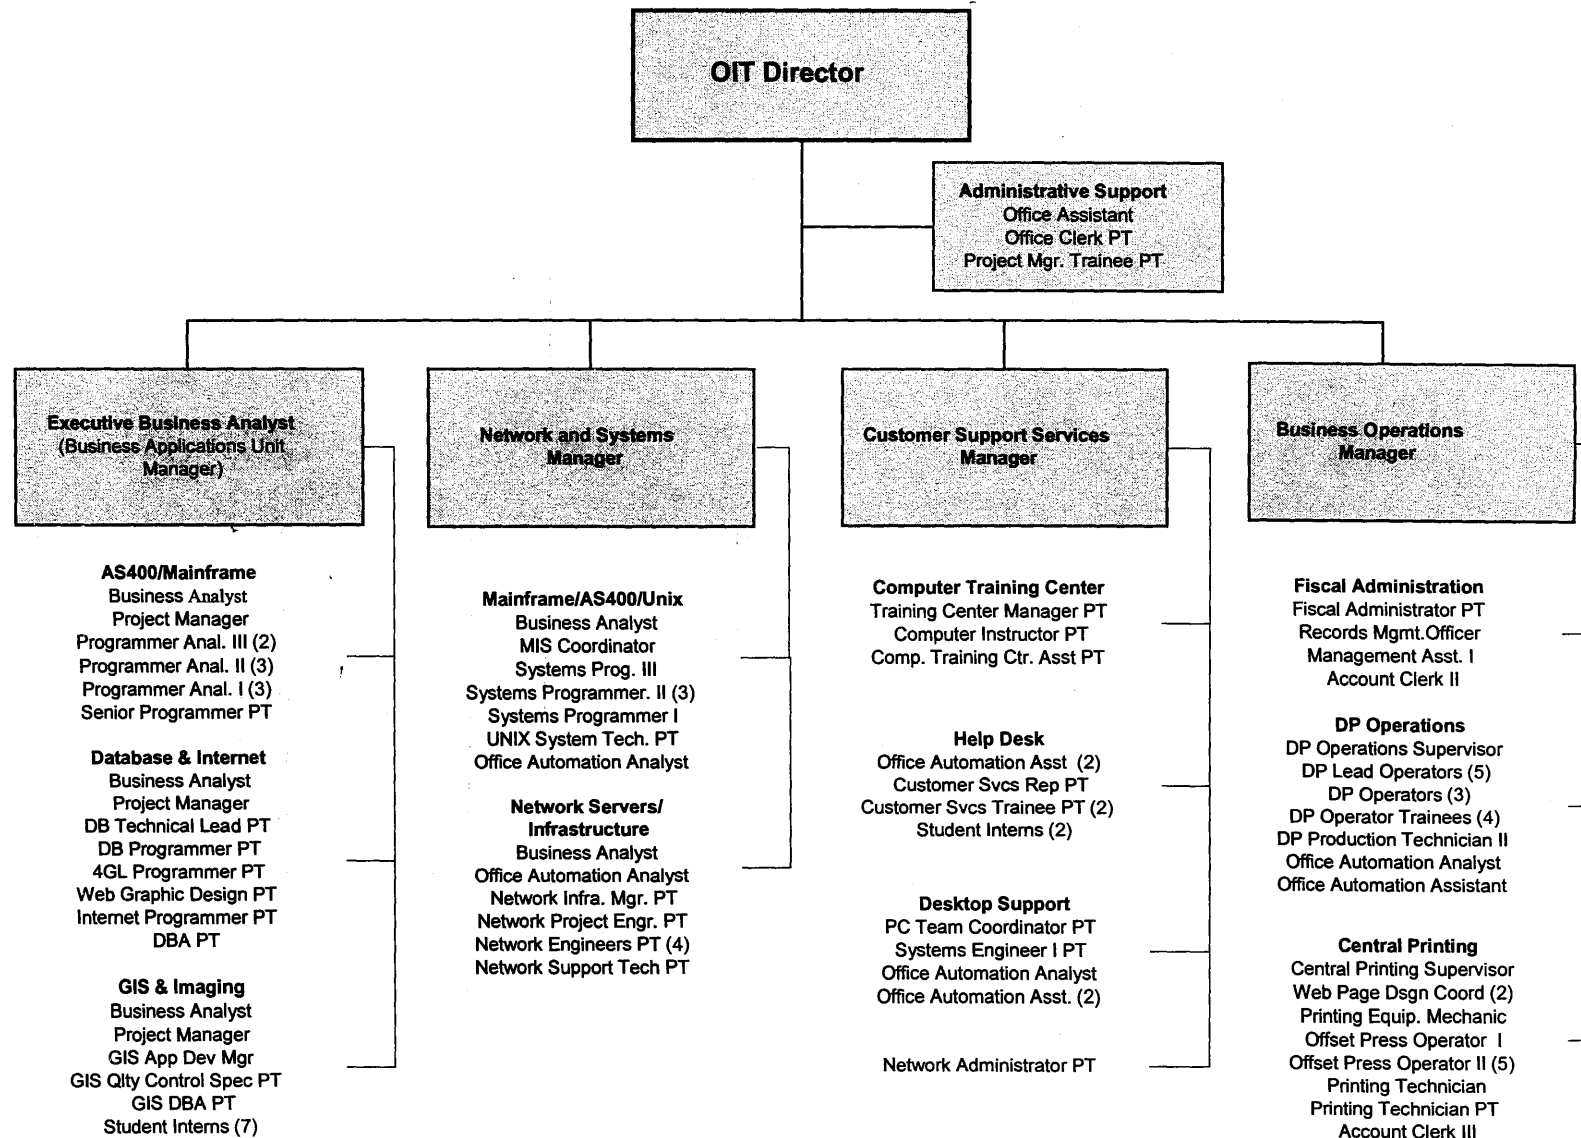 OIT Director
Administrative Support
Office Assistant
Office Clerk PT
Project Mgr. Trainee PT
Executive Business Analyst
(Business Applications Unit
Manager)
Network and Systems
Manager
Customer Support Services
Manager
Business Operations
Manager
AS400/Mainframe
Business Analyst
Project Manager
Programmer Anal. III (2)
Programmer Anal. II (3)
Programmer Anal. I (3)
Senior Programmer PT
Database & Internet
Business Analyst
Project Manager
DB Technical Lead PT
DB Programmer PT
4GL Programmer PT
Web Graphic Design PT
Internet Programmer PT
DBA PT
GIS & Imaging
Business Analyst
Project Manager
GIS App Dev Mgr
GIS Qlty Control Spec PT
GIS DBA PT
Student Interns (7)
Mainframe/AS400/Unix
Business Analyst
MIS Coordinator
Systems Prog. III
Systems Programmer. II (3)
Systems Programmer I
UNIX System Tech. PT
Office Automation Analyst
Network Servers/
Infrastructure
Business Analyst
Office Automation Analyst
Network Infra. Mgr. PT
Network Project Engr. PT
Network Engineers PT (4)
Network Support Tech PT
Computer Training Center
Training Center Manager PT
Computer Instructor PT
Comp. Training Ctr. Asst PT
Help Desk
Office Automation Asst (2)
Customer Svcs Rep PT
Customer Svcs Trainee PT (2)
Student Interns (2)
Desktop Support
PC Team Coordinator PT
Systems Engineer I PT
Office Automation Analyst
Office Automation Asst. (2)
Network Administrator PT
Fiscal Administration
Fiscal Administrator PT
Records Mgmt.Officer
Management Asst. I
Account Clerk II
DP Operations
DP Operations Supervisor
DP Lead Operators (5)
DP Operators (3)
DP Operator Trainees (4)
DP Production Technician II
Office Automation Analyst
Office Automation Assistant
Central Printing
Central Printing Supervisor
Web Page Dsgn Coord (2)
Printing Equip. Mechanic
Offset Press Operator I
Offset Press Operator II (5)
Printing Technician
Printing Technician PT
Account Clerk III